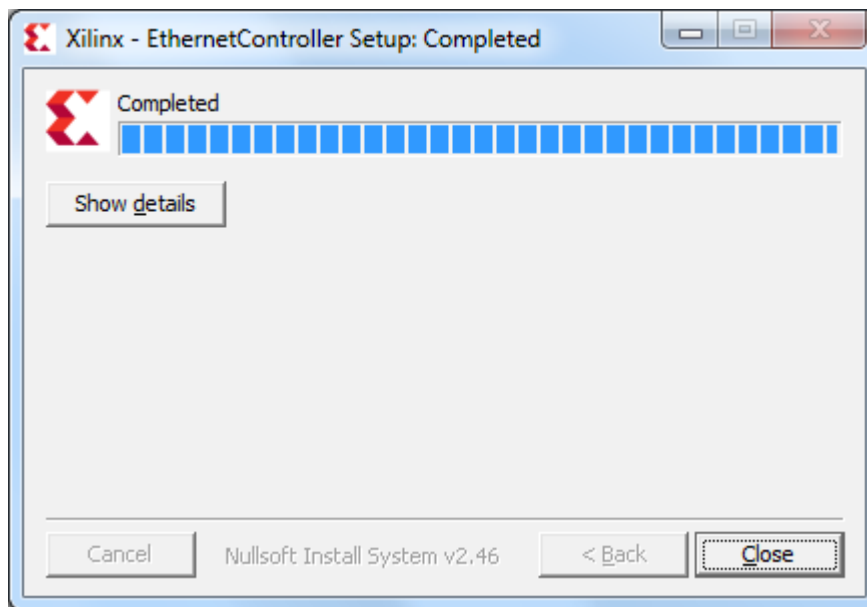 Xilinx - EthernetController Setup: Completed
Completed
Show details
Cancel
Nullsoft Install System v2.46
< Back
Close